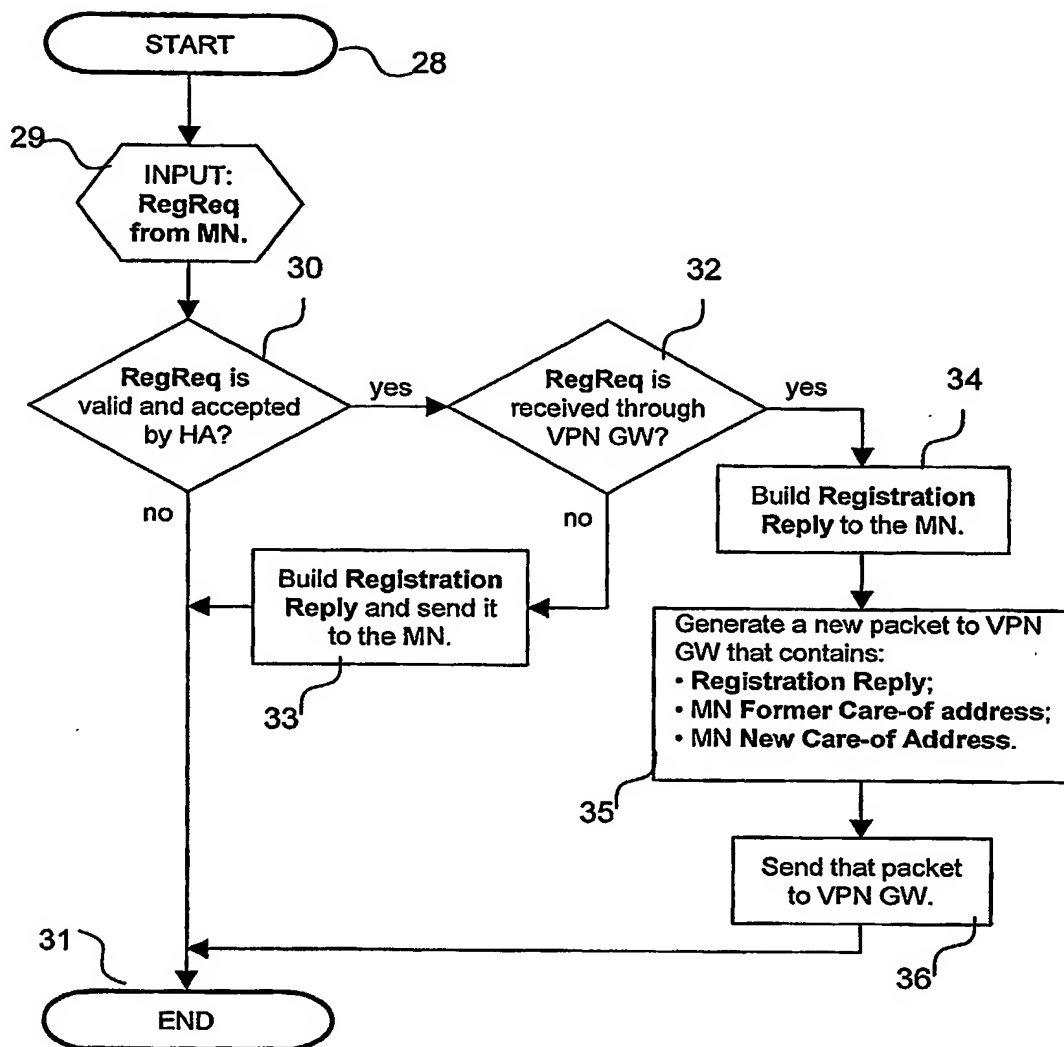 START
28
29
INPUT:
RegReq
from MN.
30
32
RegReq is
valid and accepted
by HA?
yes
RegReq is
received through
VPN GW?
yes
34
no
no
Build Registration
Reply to the MN.
Build Registration
Reply and send it
to the MN.
33
Generate a new packet to VPN
GW that contains:
• Registration Reply;
• MN Former Care-of address;
• MN New Care-of Address.
35
Send that packet
to VPN GW.
36
31
END